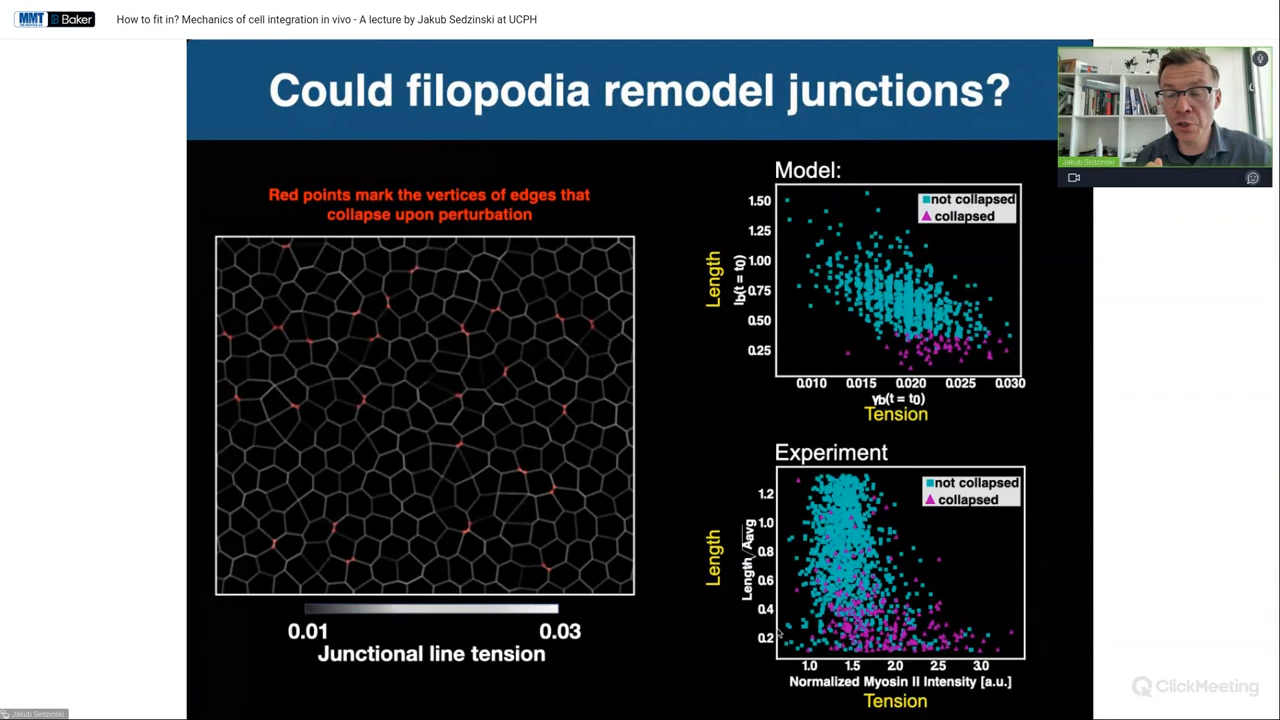 MMT Baker
How to fit in? Mechanics of cell integration in vivo - A lecture by Jakub Sedzinski at UCPH
Could filopodia remodel junctions?
Jakub Sedzinski
Red points mark the vertices of edges that
collapse upon perturbation
0.01
0.03
Junctional line tension
Model:
not collapsed
collapsed
1.50
1.25
1.00
0.75
0.50
0.25
Length
lb(t = t0)
0.010 0.015 0.020 0.025 0.030
γb(t = t0)
Tension
Experiment
not collapsed
collapsed
1.2
1.0
0.8
0.6
0.4
0.2
Length
Length/√Aavg
1.0 1.5 2.0 2.5 3.0
Normalized Myosin II Intensity [a.u.]
Tension
ClickMeeting
Jakub Sedzinski